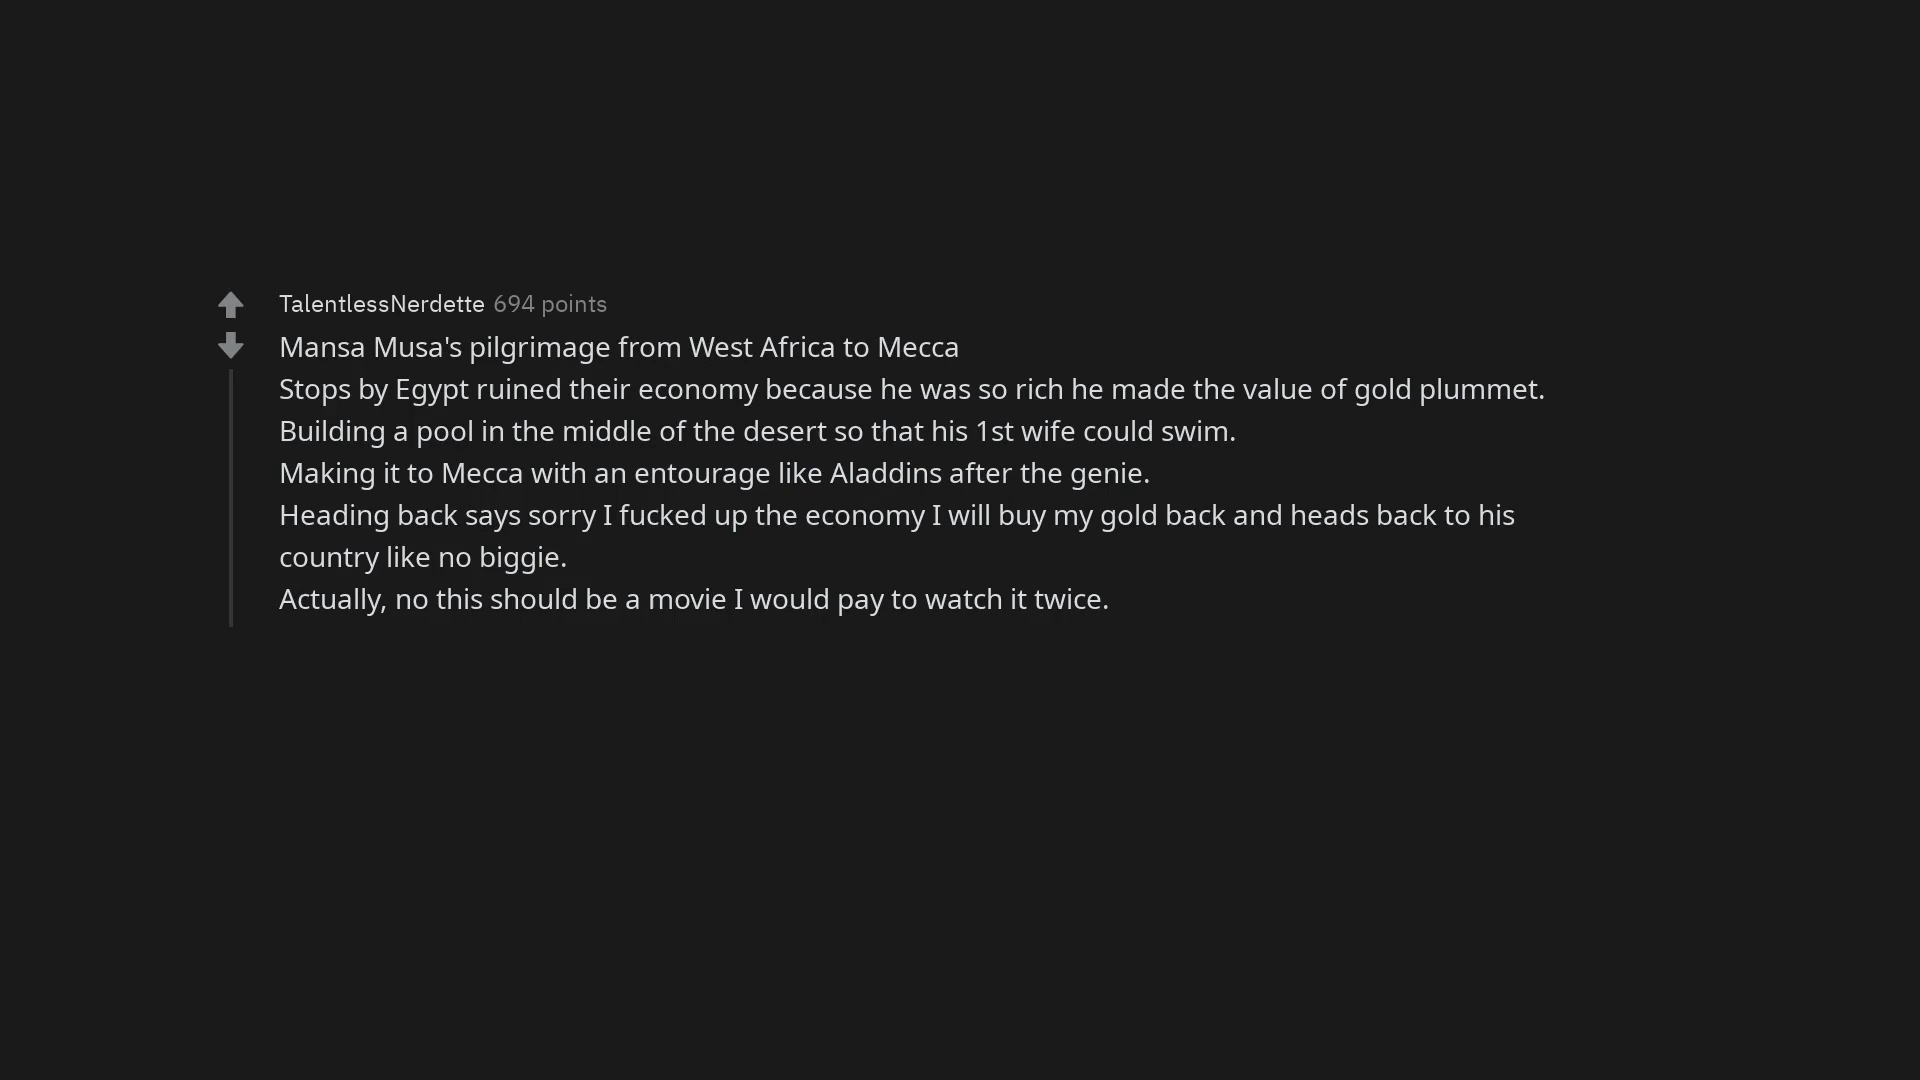 TalentlessNerdette 694 points
Mansa Musa's pilgrimage from West Africa to Mecca
Stops by Egypt ruined their economy because he was so rich he made the value of gold plummet.
Building a pool in the middle of the desert so that his 1st wife could swim.
Making it to Mecca with an entourage like Aladdins after the genie.
Heading back says sorry I fucked up the economy I will buy my gold back and heads back to his
country like no biggie.
Actually, no this should be a movie I would pay to watch it twice.